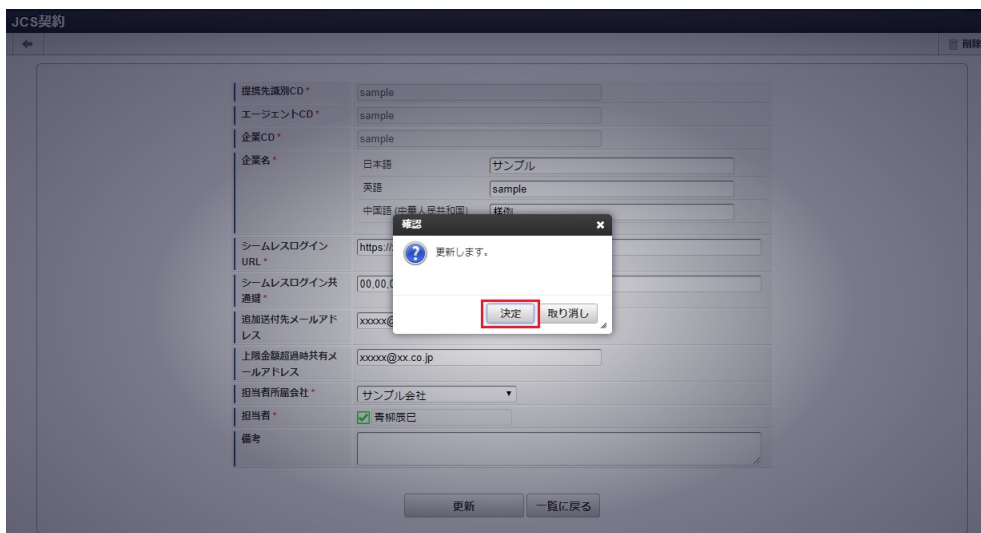 JCS契約
削除
提携先識別CD*
sample
エージェントCD*
sample
企業CD*
sample
企業名*
日本語
サンプル
英語
sample
中国語 (中華人民共和国)
様例
確認
更新します。
決定
取り消し
シームレスログイン
URL*
https://
シームレスログイン共
通鍵*
00,00,0
追加送付先メールアド
レス
xxxxx@
上限金額超過時共有メ
ールアドレス
xxxxx@xx.co.jp
担当者所属会社*
サンプル会社
担当者*
青柳辰巳
備考
更新
一覧に戻る